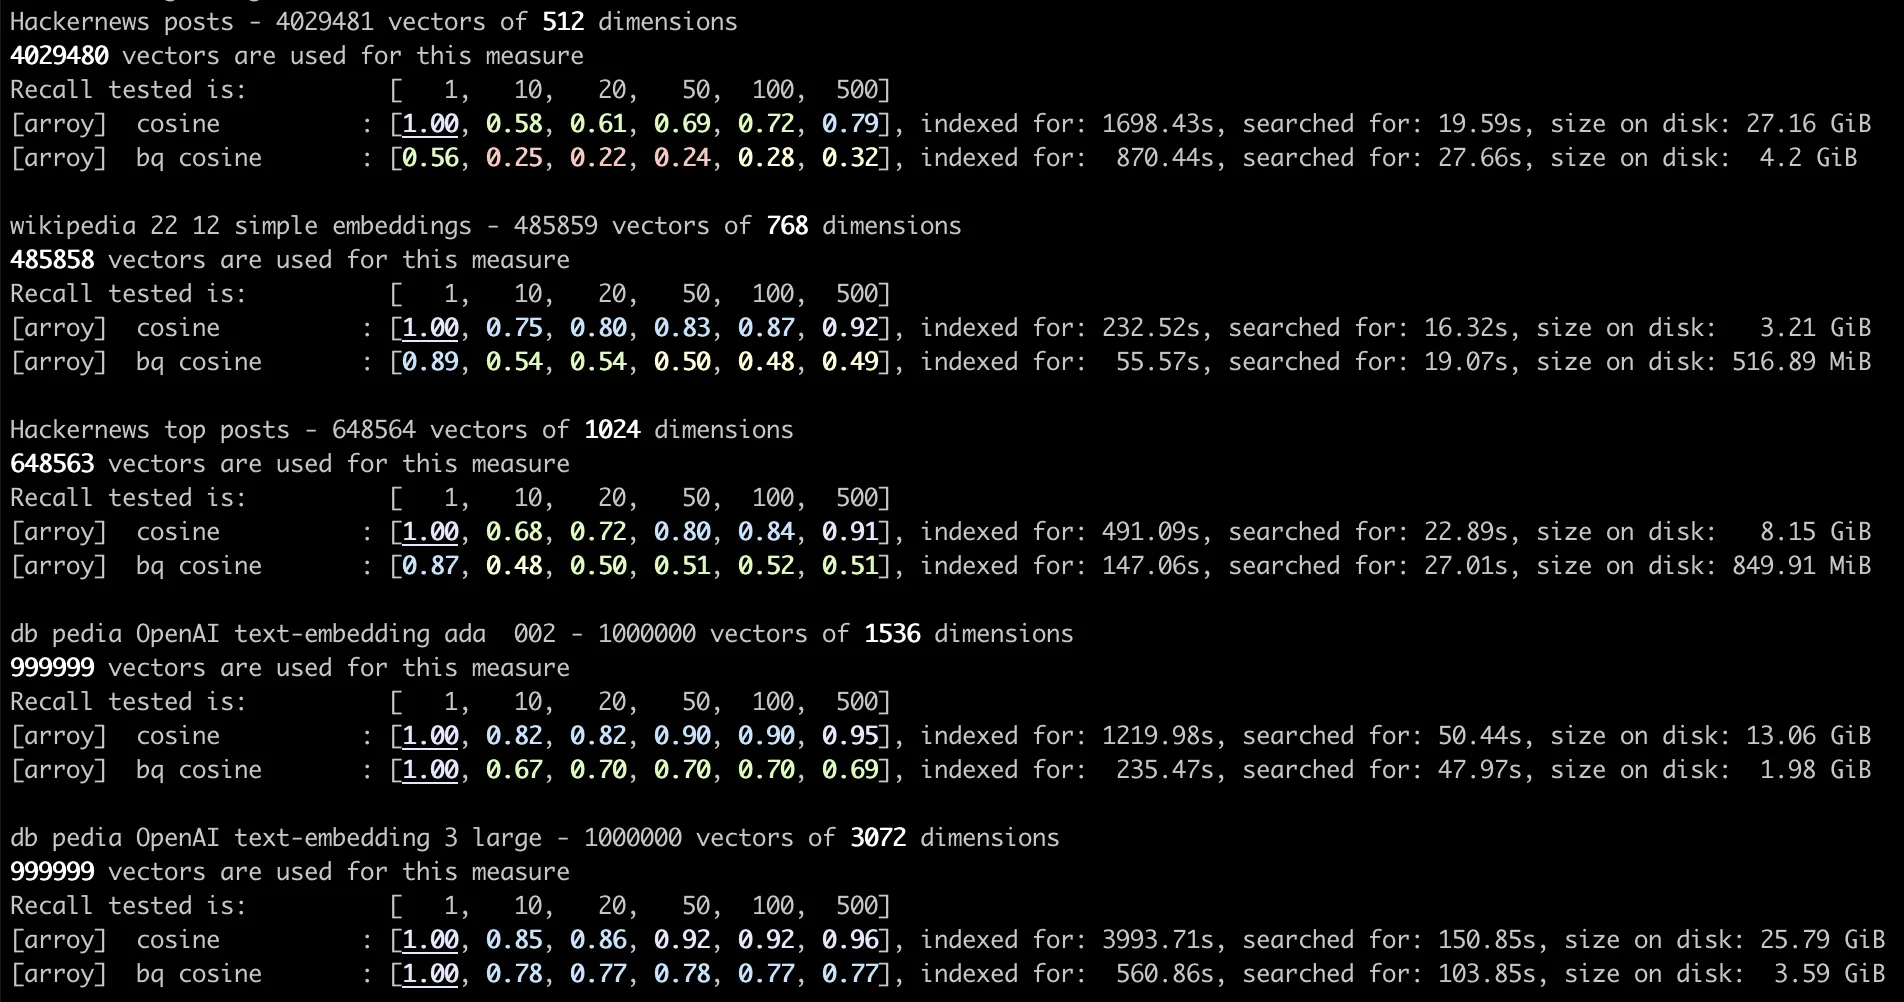 Hackernews posts - 4029481 vectors of 512 dimensions
4029480 vectors are used for this measure
Recall tested is:          [   1,   10,   20,   50,  100,  500]
[arroy]  cosine          : [1.00, 0.58, 0.61, 0.69, 0.72, 0.79], indexed for: 1698.43s, searched for: 19.59s, size on disk: 27.16 GiB
[arroy]  bq cosine       : [0.56, 0.25, 0.22, 0.24, 0.28, 0.32], indexed for:  870.44s, searched for: 27.66s, size on disk:  4.2 GiB
wikipedia 22 12 simple embeddings - 485859 vectors of 768 dimensions
485858 vectors are used for this measure
Recall tested is:          [   1,   10,   20,   50,  100,  500]
[arroy]  cosine          : [1.00, 0.75, 0.80, 0.83, 0.87, 0.92], indexed for: 232.52s, searched for: 16.32s, size on disk:   3.21 GiB
[arroy]  bq cosine       : [0.89, 0.54, 0.54, 0.50, 0.48, 0.49], indexed for:  55.57s, searched for: 19.07s, size on disk: 516.89 MiB
Hackernews top posts - 648564 vectors of 1024 dimensions
648563 vectors are used for this measure
Recall tested is:          [   1,   10,   20,   50,  100,  500]
[arroy]  cosine          : [1.00, 0.68, 0.72, 0.80, 0.84, 0.91], indexed for: 491.09s, searched for: 22.89s, size on disk:   8.15 GiB
[arroy]  bq cosine       : [0.87, 0.48, 0.50, 0.51, 0.52, 0.51], indexed for: 147.06s, searched for: 27.01s, size on disk: 849.91 MiB
db pedia OpenAI text-embedding ada  002 - 1000000 vectors of 1536 dimensions
999999 vectors are used for this measure
Recall tested is:          [   1,   10,   20,   50,  100,  500]
[arroy]  cosine          : [1.00, 0.82, 0.82, 0.90, 0.90, 0.95], indexed for: 1219.98s, searched for: 50.44s, size on disk: 13.06 GiB
[arroy]  bq cosine       : [1.00, 0.67, 0.70, 0.70, 0.70, 0.69], indexed for:  235.47s, searched for: 47.97s, size on disk:  1.98 GiB
db pedia OpenAI text-embedding 3 large - 1000000 vectors of 3072 dimensions
999999 vectors are used for this measure
Recall tested is:          [   1,   10,   20,   50,  100,  500]
[arroy]  cosine          : [1.00, 0.85, 0.86, 0.92, 0.92, 0.96], indexed for: 3993.71s, searched for: 150.85s, size on disk: 25.79 GiB
[arroy]  bq cosine       : [1.00, 0.78, 0.77, 0.78, 0.77, 0.77], indexed for:  560.86s, searched for: 103.85s, size on disk:  3.59 GiB